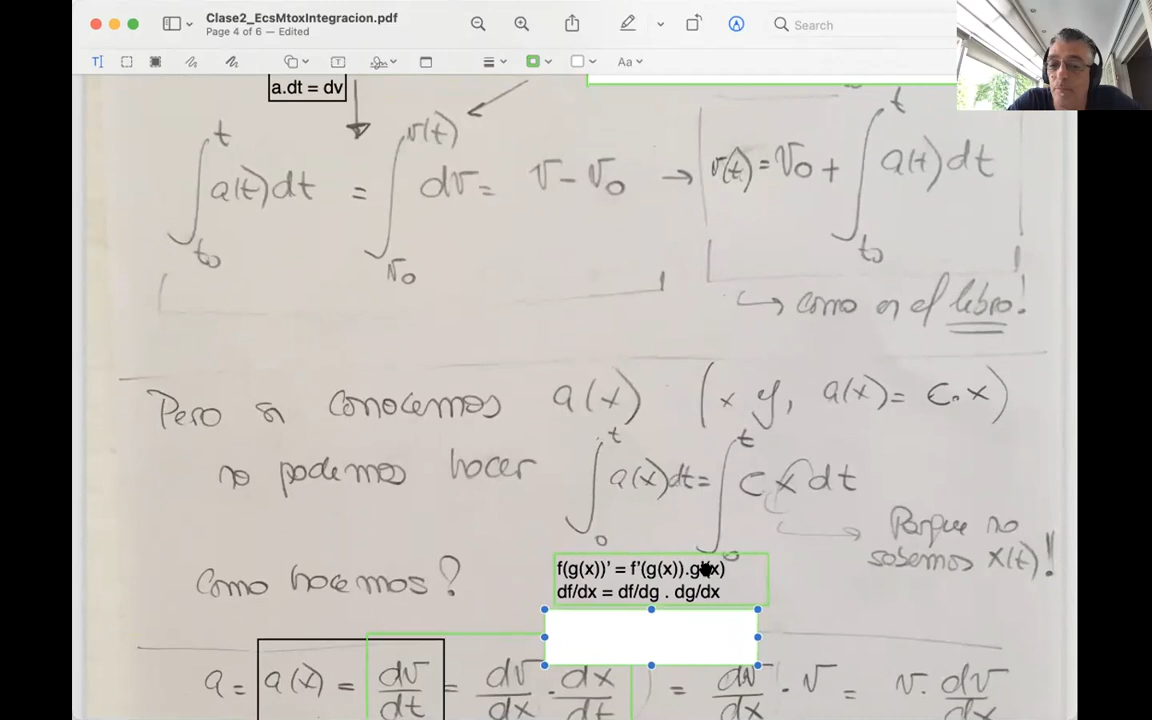 Clase2_EcsMtoxIntegracion.pdf
Page 4 of 6 — Edited
Search
Aa
a.dt = dv
∫_{t₀}^{t} a(t)dt = ∫_{v₀}^{v(t)} dv = v - v₀ → v(t) = v₀ + ∫_{t₀}^{t} a(t)dt
↳ como en el libro!
Pero si conocemos a(x) (x ej, a(x) = c.x)
no podemos hacer ∫_{0}^{t} a(x)dt = ∫_{0}^{t} c x dt
→ Porque no
sabemos x(t)!
Como hacemos?
f(g(x))' = f'(g(x)).g'(x)
df/dx = df/dg . dg/dx
a = a(x) = dv/dt = dv/dx . dx/dt = dv/dx . v = v . dv/dx